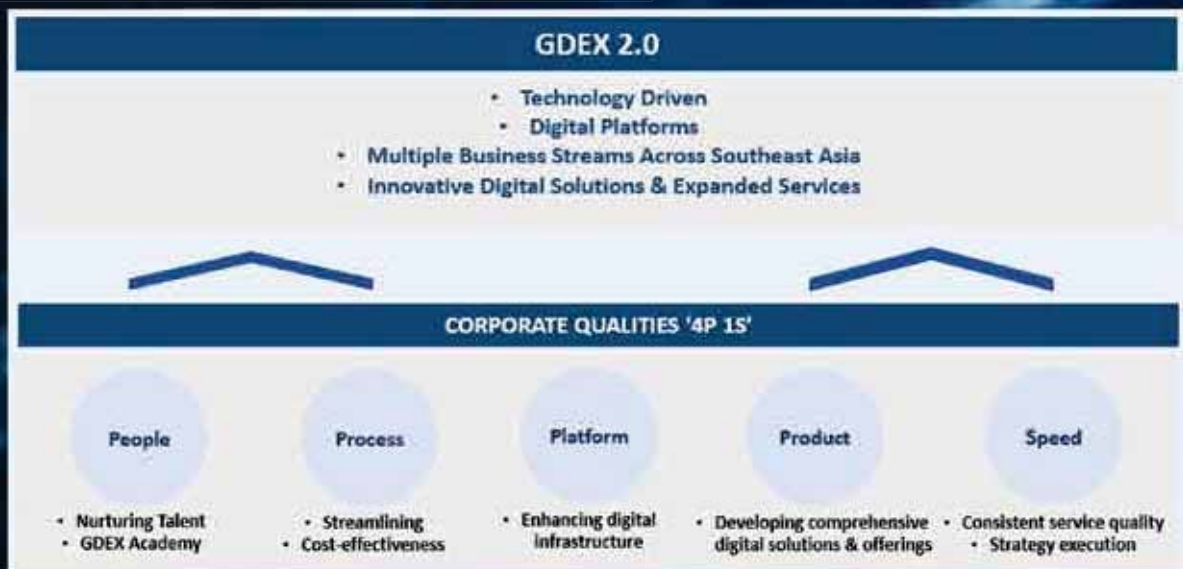 GDEX 2.0
• Technology Driven
• Digital Platforms
• Multiple Business Streams Across Southeast Asia
• Innovative Digital Solutions & Expanded Services
CORPORATE QUALITIES '4P 1S'
People
Process
Platform
Product
Speed
• Nurturing Talent
• GDEX Academy
• Streamlining
• Cost-effectiveness
• Enhancing digital
infrastructure
• Developing comprehensive
digital solutions & offerings
• Consistent service quality
• Strategy execution